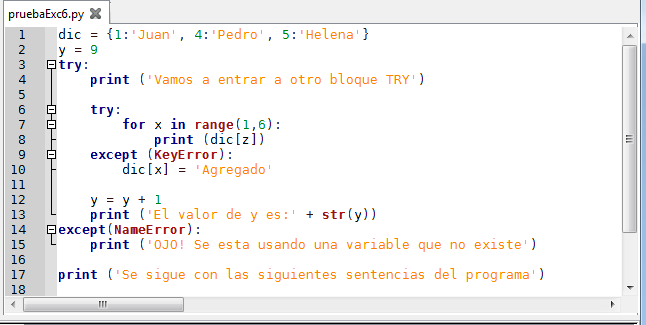 pruebaExc6.py
1 dic = {1:'Juan', 4:'Pedro', 5:'Helena'}
2 y = 9
3 try:
4     print ('Vamos a entrar a otro bloque TRY')
5
6     try:
7         for x in range(1,6):
8             print (dic[z])
9     except (KeyError):
10         dic[x] = 'Agregado'
11
12     y = y + 1
13     print ('El valor de y es:' + str(y))
14 except(NameError):
15     print ('OJO! Se esta usando una variable que no existe')
16
17 print ('Se sigue con las siguientes sentencias del programa')
18